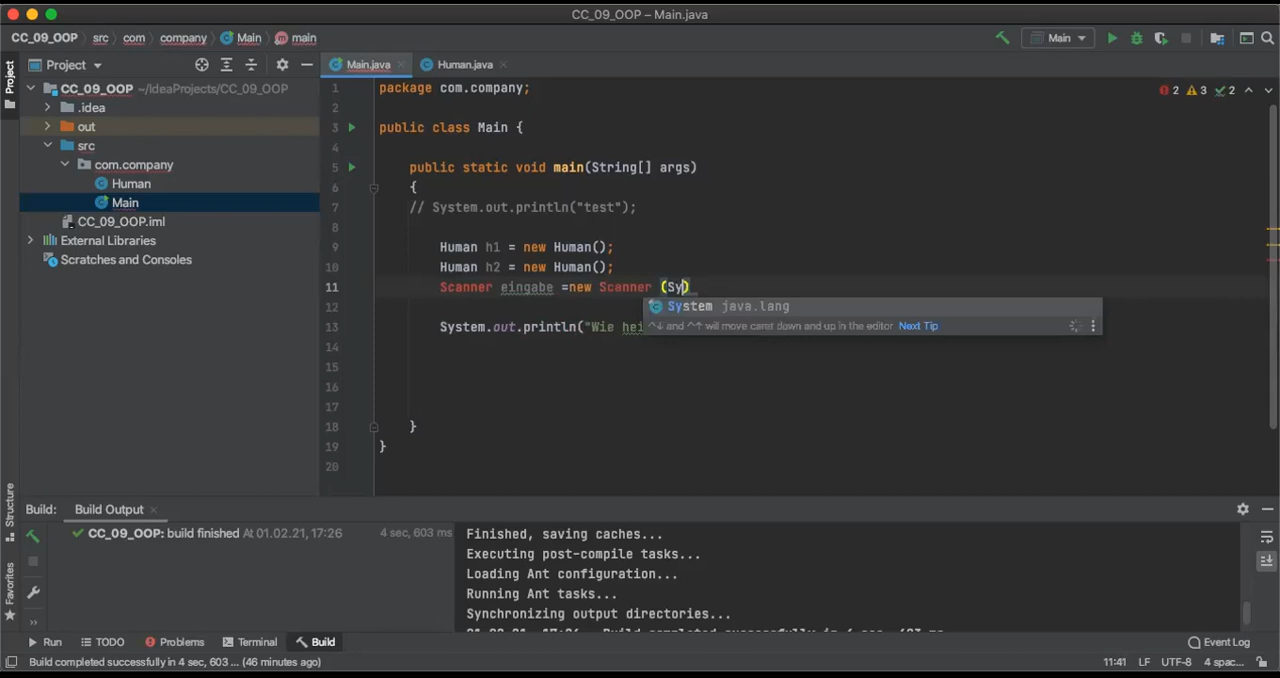 CC_09_OOP – Main.java
CC_09_OOP src com company Main main Main
Project Main.java Human.java
CC_09_OOP ~/IdeaProjects/CC_09_OOP
.idea
out
src
com.company
Human
Main
CC_09_OOP.iml
External Libraries
Scratches and Consoles
Project
Structure
Favorites
2 3 2
1 package com.company;
2
3 public class Main {
4
5 public static void main(String[] args)
6 {
7 // System.out.println("test");
8
9 Human h1 = new Human();
10 Human h2 = new Human();
11 Scanner eingabe =new Scanner (Sy)
12
13 System.out.println("Wie hei
14
15
16
17
18 }
19 }
20
System java.lang
^↓ and ^↑ will move caret down and up in the editor Next Tip
Build: Build Output
CC_09_OOP: build finished At 01.02.21, 17:26 4 sec, 603 ms
Finished, saving caches...
Executing post-compile tasks...
Loading Ant configuration...
Running Ant tasks...
Synchronizing output directories...
Run TODO Problems Terminal Build Event Log
Build completed successfully in 4 sec, 603 ... (46 minutes ago) 11:41 LF UTF-8 4 spac...